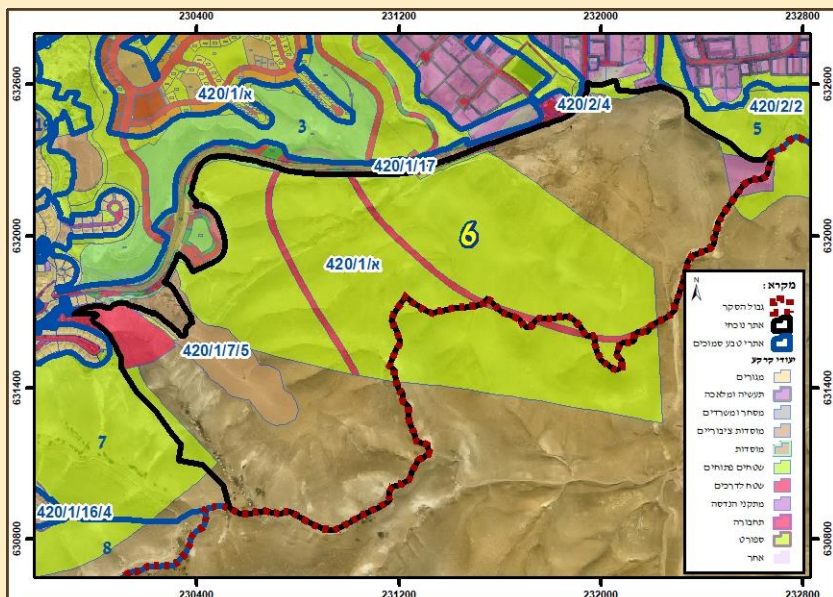 230400 231200 232000 232800
632600
632600
420/1/א
3
420/2/4
420/2/2
5
420/1/17
6
632000
632000
420/1/א
מקרא:
N
גבול הסקר
אתר נוכחי
אתרי טבע סמוכים
יעודי קרקע
מגורים
תעשיה ומלאכה
מסחר ומשרדים
מוסדות ציבוריים
מוסדות
שטחים פתוחים
שטח לדרכים
מתקני הנדסה
תחבורה
ספורט
אחר
420/1/7/5
631400
631400
7
420/1/16/4
630800
630800
8
230400 231200 232000 232800